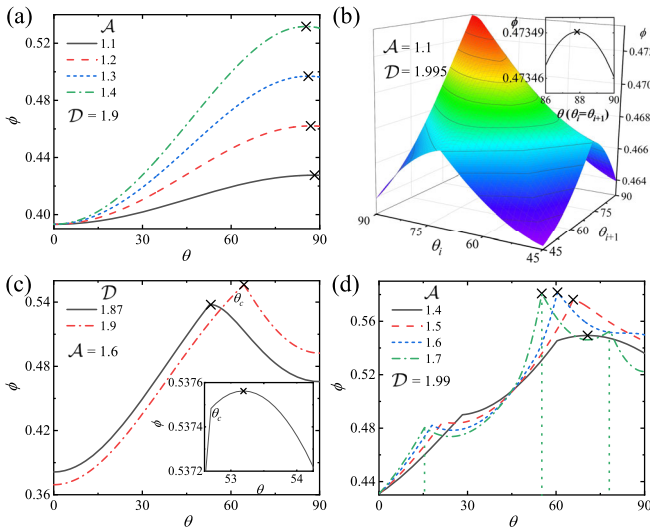 (a)
𝒜
1.1
1.2
1.3
1.4
𝒟 = 1.9
0.52
0.48
0.44
0.40
ϕ
0
30
60
90
θ
(b)
𝒜 = 1.1
𝒟 = 1.995
ϕ
0.47349
0.47346
86
88
90
θ (θi=θi+1)
ϕ
0.472
0.470
0.468
0.466
0.464
90
75
60
45
θi
45
60
75
90
θi+1
(c)
𝒟
1.87
1.9
𝒜 = 1.6
θc
0.54
0.48
0.42
0.36
ϕ
0
30
60
90
θ
0.5376
0.5374
0.5372
ϕ
θc
53
54
θ
(d)
𝒜
1.4
1.5
1.6
1.7
𝒟 = 1.99
0.56
0.52
0.48
0.44
ϕ
0
30
60
90
θ